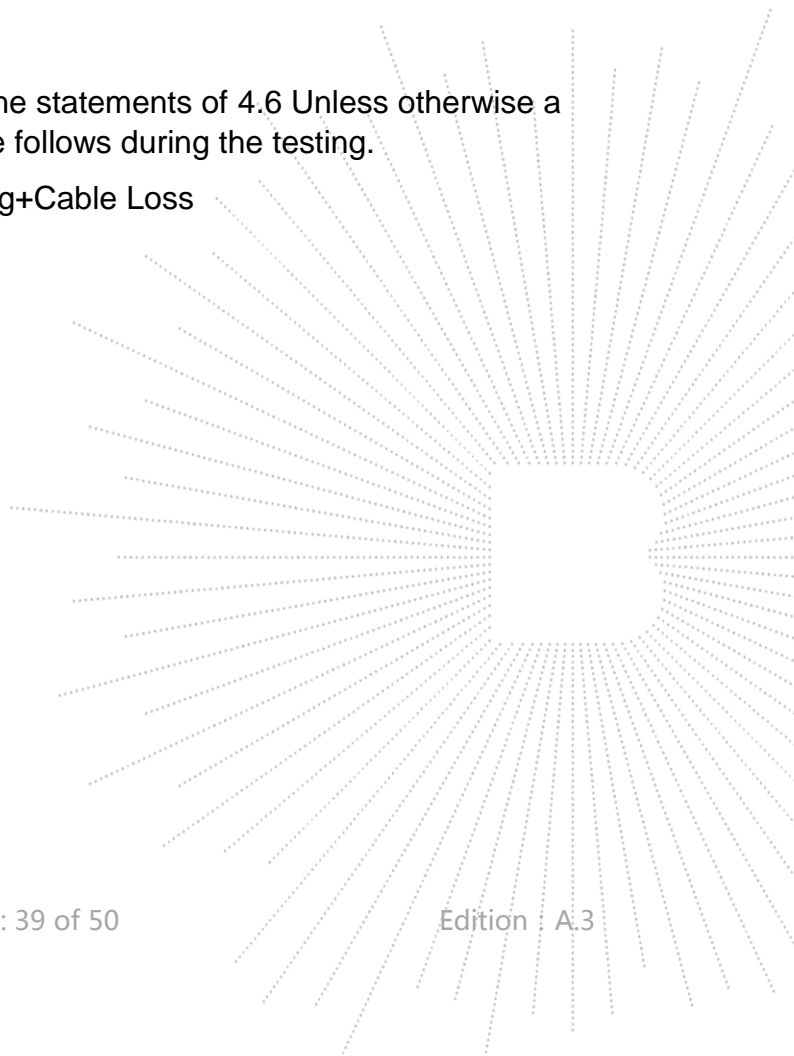 he statements of 4.6 Unless otherwise a
e follows during the testing.
g+Cable Loss
: 39 of 50 Edition : A.3